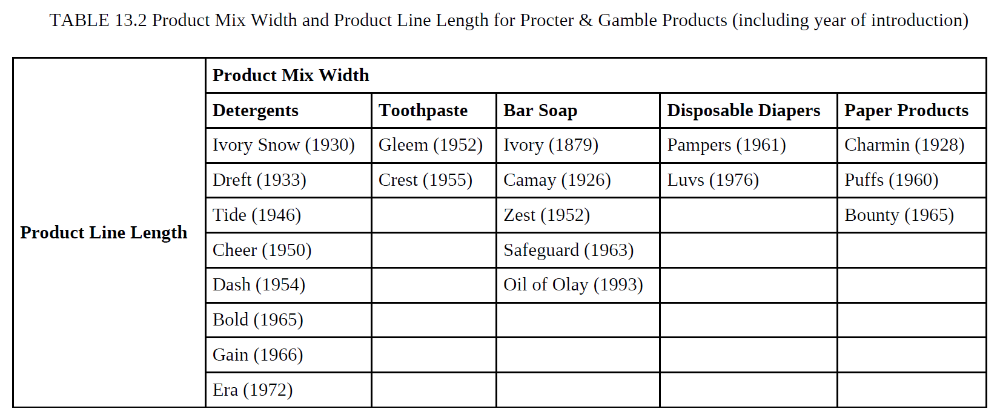 TABLE 13.2 Product Mix Width and Product Line Length for Procter & Gamble Products (including year of introduction)
Product Mix Width
Detergents Toothpaste Bar Soap Disposable Diapers Paper Products
Ivory Snow (1930) Gleem (1952) Ivory (1879) Pampers (1961) Charmin (1928)
Dreft (1933) Crest (1955) Camay (1926) Luvs (1976) Puffs (1960)
Tide (1946) Zest (1952) Bounty (1965)
Product Line Length
Cheer (1950) Safeguard (1963)
Dash (1954) Oil of Olay (1993)
Bold (1965)
Gain (1966)
Era (1972)